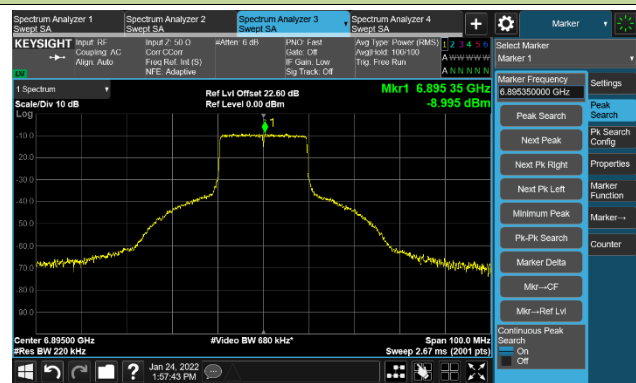 Spectrum Analyzer 1
Swept SA
Spectrum Analyzer 2
Swept SA
Spectrum Analyzer 3
Swept SA
Spectrum Analyzer 4
Swept SA
+
Marker
KEYSIGHT
Input: RF
Coupling: AC
Align: Auto
Input Z: 50 Ω
Corr CCorr
Freq Ref: Int (S)
NFE: Adaptive
#Atten: 6 dB
PNO: Fast
Gate: Off
IF Gain: Low
Sig Track: Off
Avg Type: Power (RMS)
Avg|Hold: 100/100
Trig: Free Run
1 2 3 4 5 6
A W W W W W
A N N N N N
LVI
Select Marker
Marker 1
1 Spectrum
Scale/Div 10 dB
Log
Ref Lvl Offset 22.60 dB
Ref Level 0.00 dBm
Mkr1 6.895 35 GHz
-8.995 dBm
1
-10.0
-20.0
-30.0
-40.0
-50.0
-60.0
-70.0
-80.0
-90.0
Center 6.89500 GHz
#Res BW 220 kHz
#Video BW 680 kHz*
Span 100.0 MHz
Sweep 2.67 ms (2001 pts)
Marker Frequency
6.895350000 GHz
Peak Search
Next Peak
Next Pk Right
Next Pk Left
Minimum Peak
Pk-Pk Search
Marker Delta
Mkr→CF
Mkr→Ref Lvl
Continuous Peak
Search
On
Off
Settings
Peak
Search
Pk Search
Config
Properties
Marker
Function
Marker→
Counter
?
Jan 24, 2022
1:57:43 PM